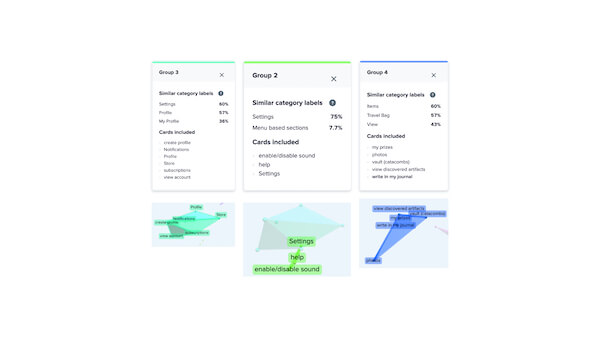 Group 3
Similar category labels
Settings 60%
Profile 57%
My Profile 36%
Cards included
create profile
Notifications
Profile
Store
subscriptions
view account
Group 2
Similar category labels
Settings 75%
Menu based sections 7.7%
Cards included
enable/disable sound
help
Settings
Group 4
Similar category labels
Items 60%
Travel Bag 57%
View 43%
Cards included
my prizes
photos
vault (catacombs)
view discovered artifacts
write in my journal
Profile
Store
Notifications
create profile
subscriptions
view account
Settings
help
enable/disable sound
view discovered artifacts
vault (catacombs)
my prizes
write in my journal
photos